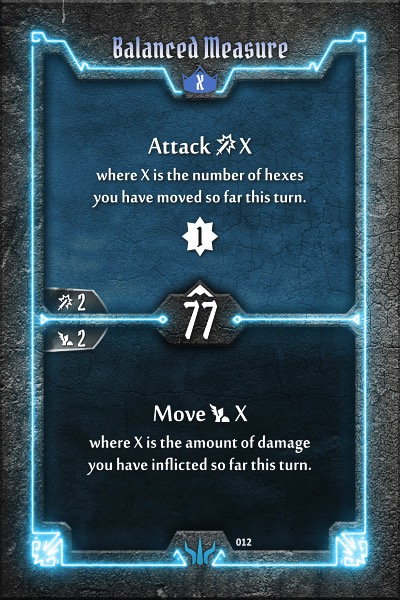 Balanced Measure
X
Attack X
where X is the number of hexes
you have moved so far this turn.
1
2
77
2
Move X
where X is the amount of damage
you have inflicted so far this turn.
012